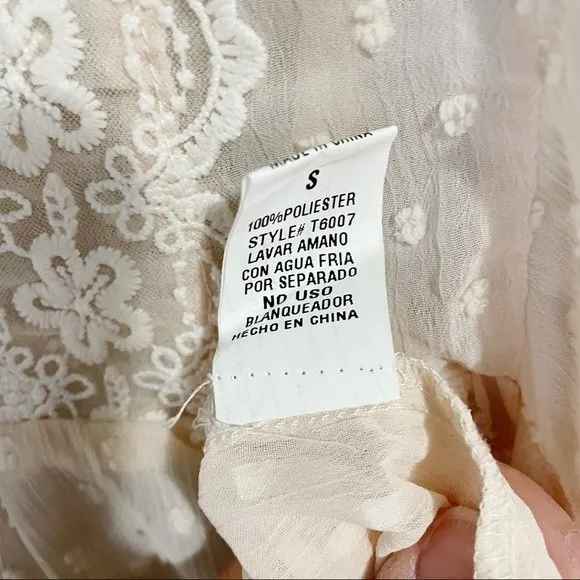 MADE IN CHINA
S
100%POLIESTER
STYLE# T6007
LAVAR AMANO
CON AGUA FRIA
POR SEPARADO
NO USO
BLANQUEADOR
HECHO EN CHINA